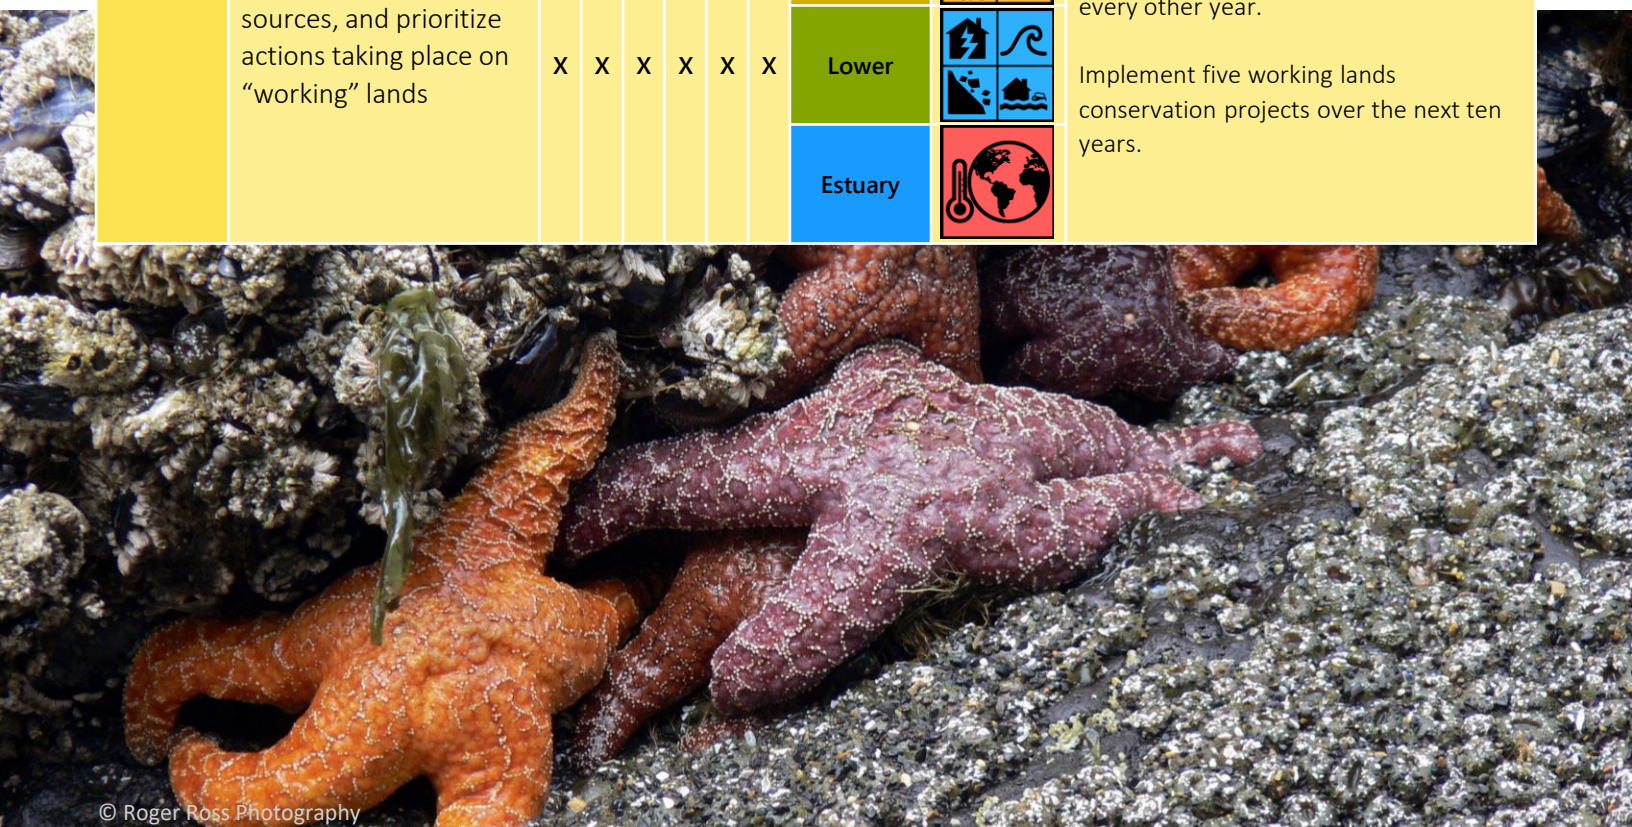 sources, and prioritize
actions taking place on
“working” lands
X X X X X X
Lower
Estuary
every other year.
Implement five working lands
conservation projects over the next ten
years.
© Roger Ross Photography